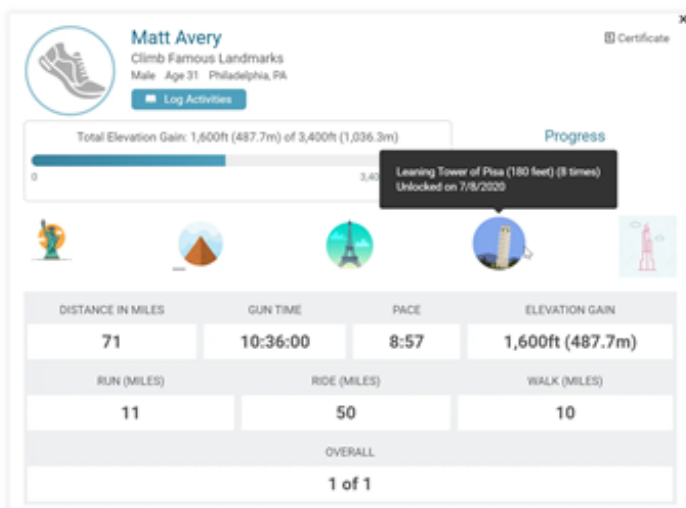 ×
Matt Avery
Certificate
Climb Famous Landmarks
Male Age 31 Philadelphia, PA
Log Activities
Total Elevation Gain: 1,600ft (487.7m) of 3,400ft (1,036.3m)
Progress
0
3,40
Leaning Tower of Pisa (180 feet) (8 times)
Unlocked on 7/8/2020
DISTANCE IN MILES GUN TIME PACE ELEVATION GAIN
71 10:36:00 8:57 1,600ft (487.7m)
RUN (MILES) RIDE (MILES) WALK (MILES)
11 50 10
OVERALL
1 of 1